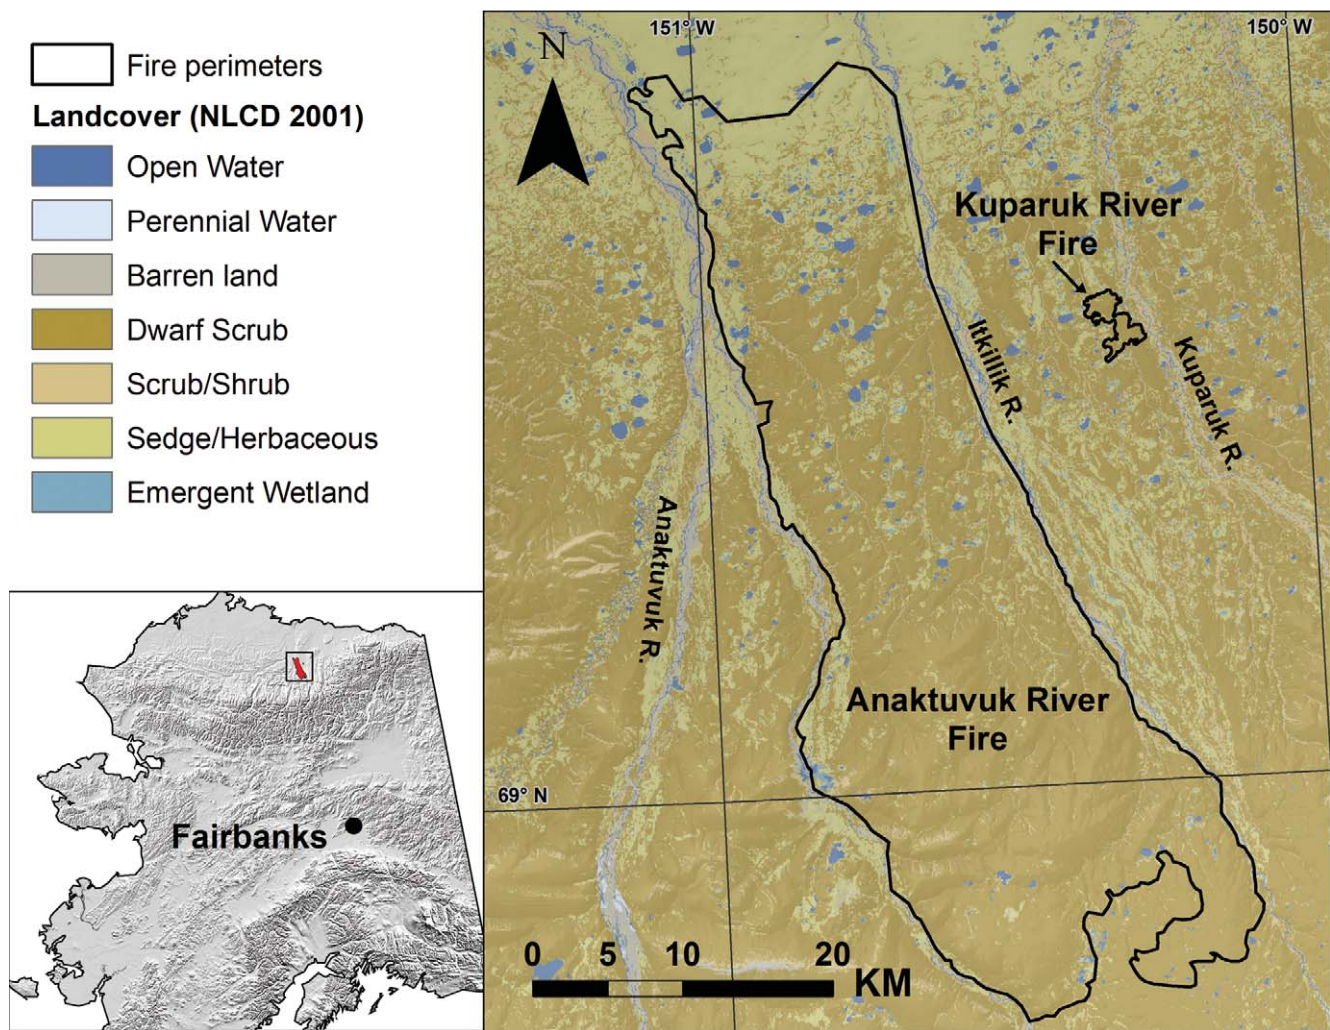 Fire perimeters
Landcover (NLCD 2001)
Open Water
Perennial Water
Barren land
Dwarf Scrub
Scrub/Shrub
Sedge/Herbaceous
Emergent Wetland
Fairbanks
151° W
150° W
N
Kuparuk River
Fire
Itkillik R.
Kuparuk R.
Anaktuvuk R.
Anaktuvuk River
Fire
69° N
0 5 10 20
KM